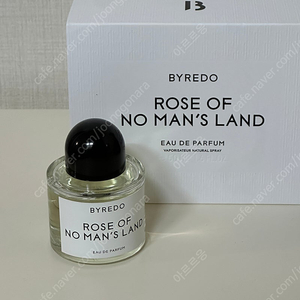 13
BYREDO
ROSE OF
NO MAN'S LAND
EAU DE PARFUM
VAPORISATEUR NATURAL SPRAY
BYREDO
ROSE OF
NO MAN'S LAND
EAU DE PARFUM